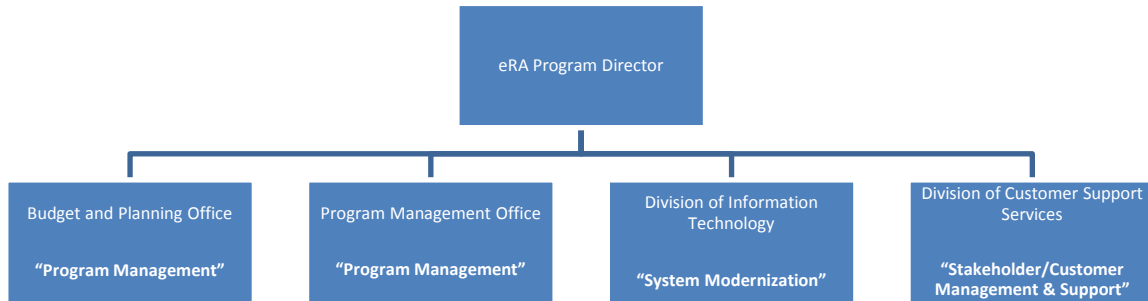 eRA Program Director
Budget and Planning Office
“Program Management”
Program Management Office
“Program Management”
Division of Information
Technology
“System Modernization”
Division of Customer Support
Services
“Stakeholder/Customer
Management & Support”